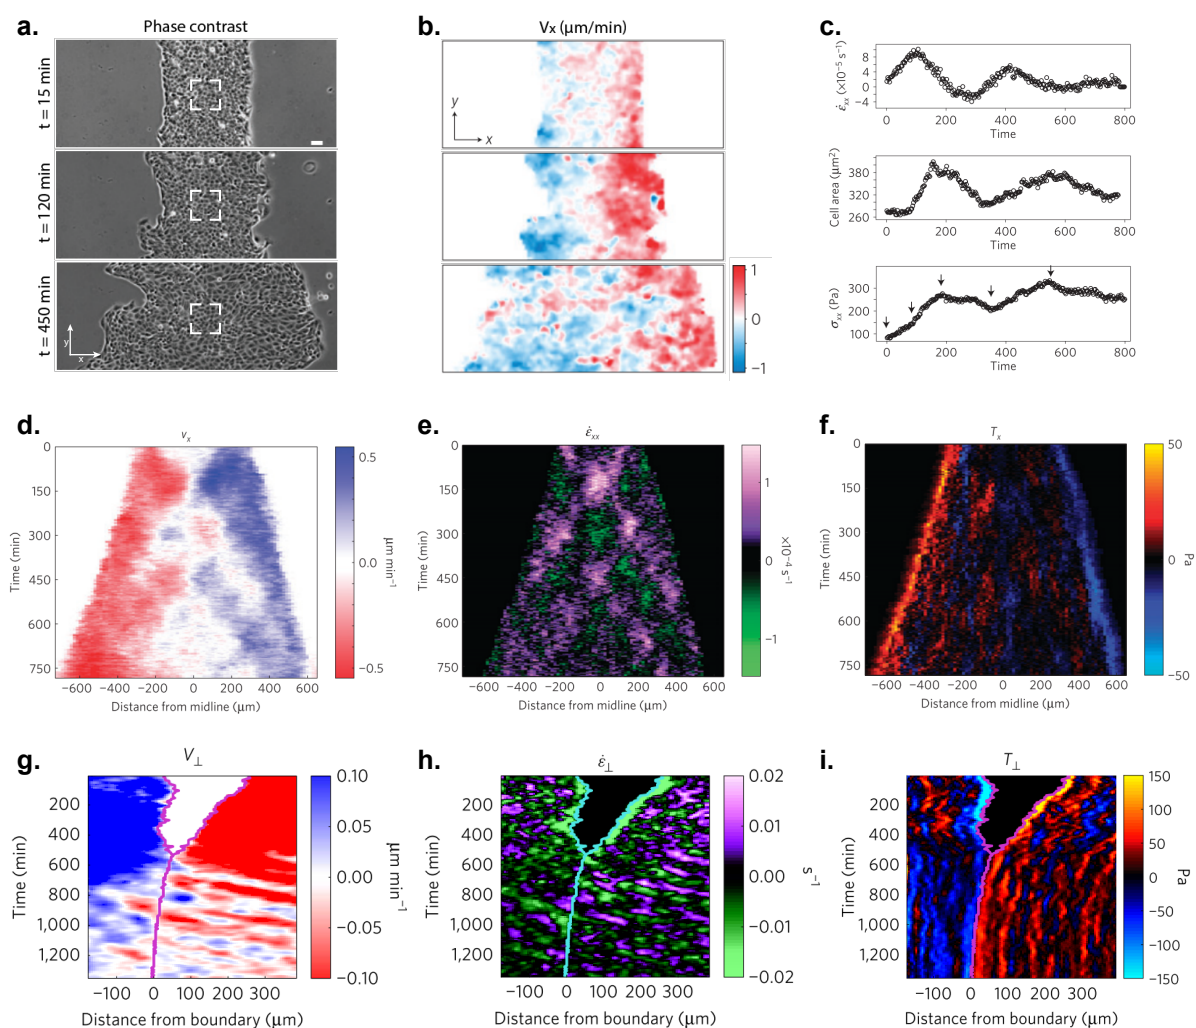 a.
Phase contrast
t = 15 min
t = 120 min
t = 450 min
y
x
b.
Vx (μm/min)
y
x
1
0
−1
c.
ε̇xx (×10−5 s−1)
8
4
0
−4
0 200 400 600 800
Time
Cell area (μm2)
380
320
260
0 200 400 600 800
Time
σxx (Pa)
300
200
100
0 200 400 600 800
Time
d.
vx
Time (min)
0
150
300
450
600
750
−600 −400 −200 0 200 400 600
Distance from midline (μm)
0.5
0.0
−0.5
μm min−1
e.
ε̇xx
Time (min)
0
150
300
450
600
750
−600 −400 −200 0 200 400 600
Distance from midline (μm)
1
0
−1
×10−4 s−1
f.
Tx
Time (min)
0
150
300
450
600
750
−600 −400 −200 0 200 400 600
Distance from midline (μm)
50
0
−50
Pa
g.
V⊥
Time (min)
200
400
600
800
1,000
1,200
−100 0 100 200 300
Distance from boundary (μm)
0.10
0.05
0.00
−0.05
−0.10
μm min−1
h.
ε̇⊥
Time (min)
200
400
600
800
1,000
1,200
−100 0 100 200 300
Distance from boundary (μm)
0.02
0.01
0.00
−0.01
−0.02
s−1
i.
T⊥
Time (min)
200
400
600
800
1,000
1,200
−100 0 100 200 300
Distance from boundary (μm)
150
100
50
0
−50
−100
−150
Pa